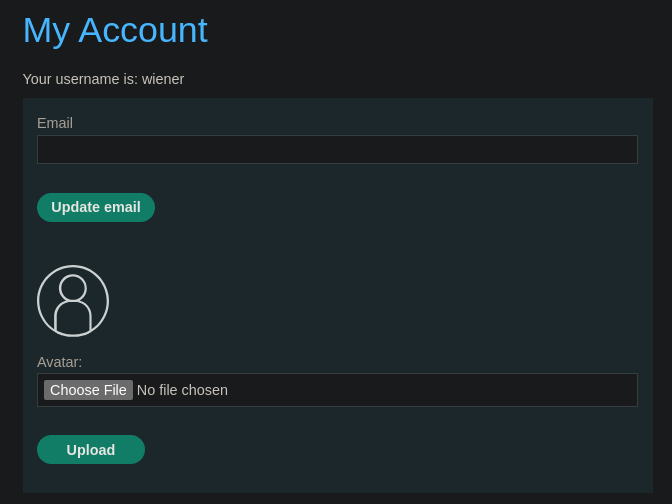 My Account
Your username is: wiener
Email
Update email
Avatar:
Choose File No file chosen
Upload